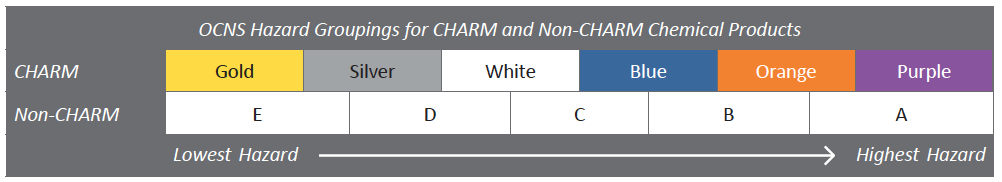 OCNS Hazard Groupings for CHARM and Non-CHARM Chemical Products
CHARM Gold Silver White Blue Orange Purple
Non-CHARM E D C B A
Lowest Hazard Highest Hazard